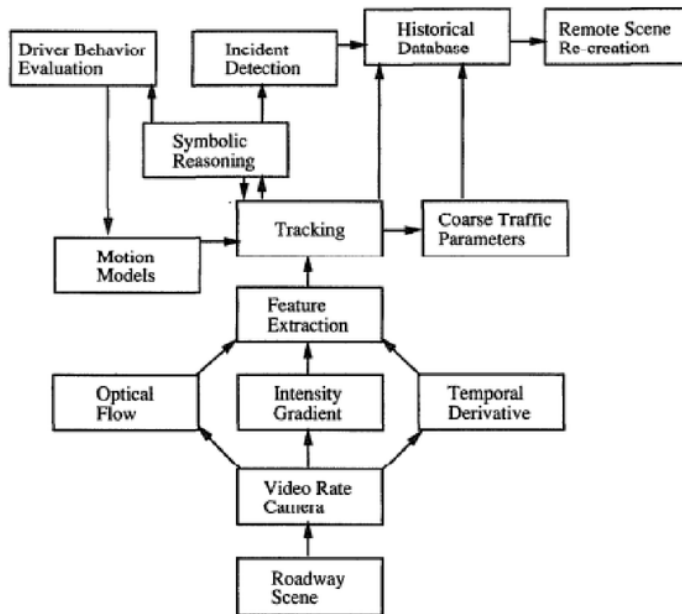 Driver Behavior
Evaluation
Incident
Detection
Historical
Database
Remote Scene
Re-creation
Symbolic
Reasoning
Tracking
Coarse Traffic
Parameters
Motion
Models
Feature
Extraction
Optical
Flow
Intensity
Gradient
Temporal
Derivative
Video Rate
Camera
Roadway
Scene